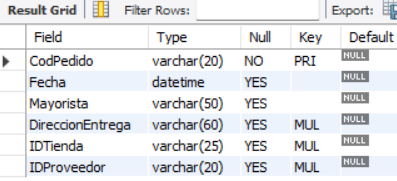 Result Grid Filter Rows: Export:
Field Type Null Key Default
CodPedido varchar(20) NO PRI NULL
Fecha datetime YES NULL
Mayorista varchar(50) YES NULL
DireccionEntrega varchar(60) YES MUL NULL
IDTienda varchar(25) YES MUL NULL
IDProveedor varchar(20) YES MUL NULL